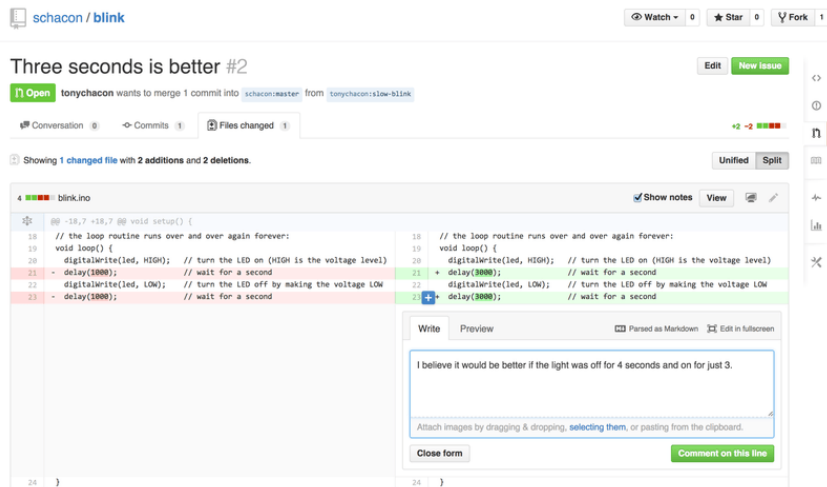 schacon / blink
Watch 0 Star 0 Fork 1
Three seconds is better #2
Edit New issue
Open tonychacon wants to merge 1 commit into schacon:master from tonychacon:slow-blink
Conversation 0 Commits 1 Files changed 1
+2 −2
Showing 1 changed file with 2 additions and 2 deletions.
Unified Split
4 blink.ino
Show notes View
@@ -18,7 +18,7 @@ void setup() {
18 // the loop routine runs over and over again forever:
19 void loop() {
20 digitalWrite(led, HIGH); // turn the LED on (HIGH is the voltage level)
21 - delay(1000); // wait for a second
22 digitalWrite(led, LOW); // turn the LED off by making the voltage LOW
23 - delay(1000); // wait for a second
18 // the loop routine runs over and over again forever:
19 void loop() {
20 digitalWrite(led, HIGH); // turn the LED on (HIGH is the voltage level)
21 + delay(3000); // wait for a second
22 digitalWrite(led, LOW); // turn the LED off by making the voltage LOW
23 + delay(3000); // wait for a second
Write Preview
Parsed as Markdown Edit in fullscreen
I believe it would be better if the light was off for 4 seconds and on for just 3.
Attach images by dragging & dropping, selecting them, or pasting from the clipboard.
Close form Comment on this line
24 }
24 }